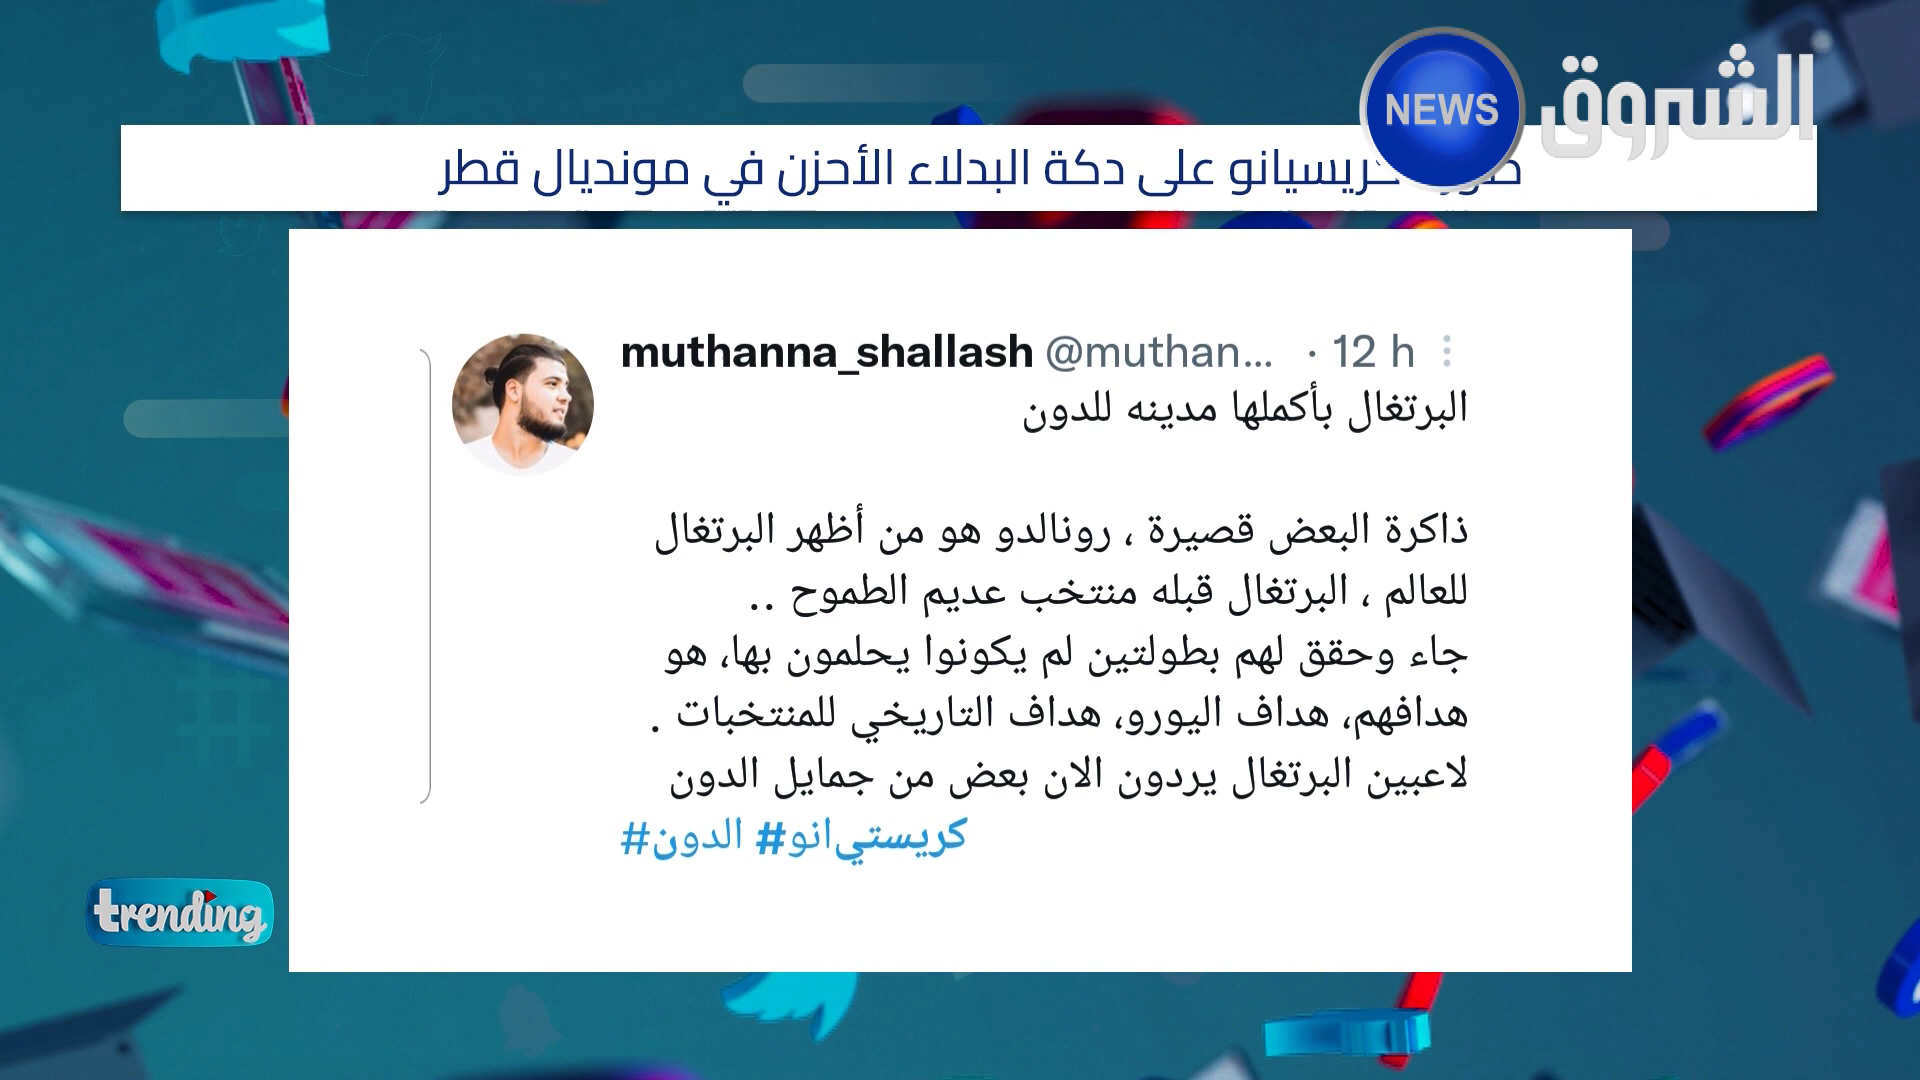 NEWS الشروق
كريسيانو على دكة البدلاء الأحزن في مونديال قطر
muthanna_shallash @muthan... · 12 h
البرتغال بأكملها مدينه للدون
ذاكرة البعض قصيرة ، رونالدو هو من أظهر البرتغال
للعالم ، البرتغال قبله منتخب عديم الطموح ..
جاء وحقق لهم بطولتين لم يكونوا يحلمون بها، هو
هدافهم، هداف اليورو، هداف التاريخي للمنتخبات .
لاعبين البرتغال يردون الان بعض من جمايل الدون
#الدون #كريستيانو
trending